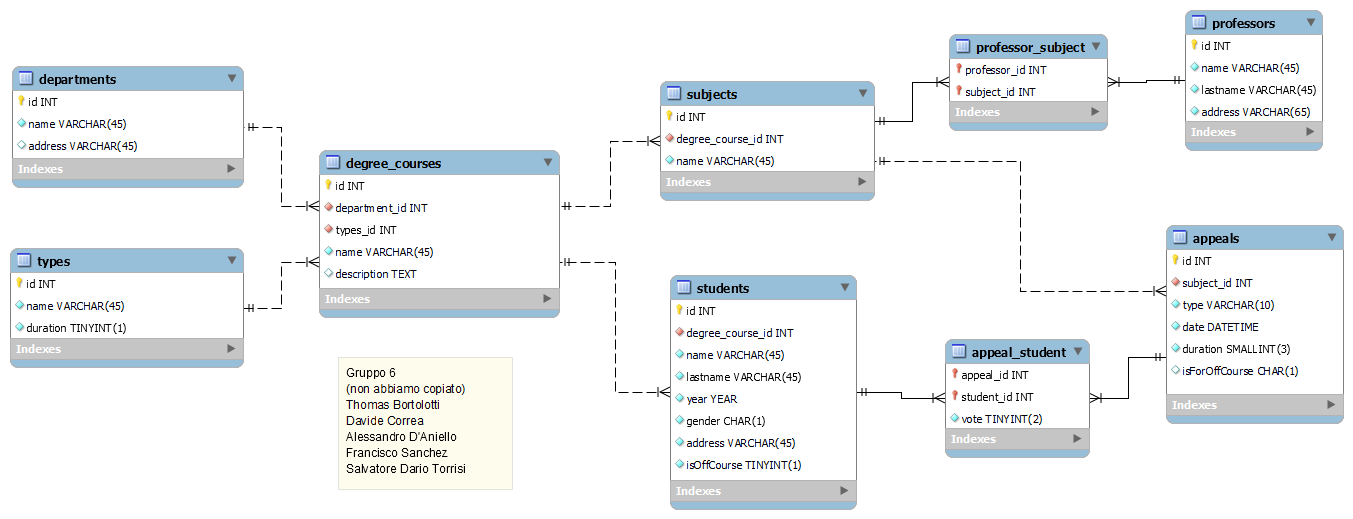 departments
id INT
name VARCHAR(45)
address VARCHAR(45)
Indexes
types
id INT
name VARCHAR(45)
duration TINYINT(1)
Indexes
degree_courses
id INT
department_id INT
types_id INT
name VARCHAR(45)
description TEXT
Indexes
Gruppo 6
(non abbiamo copiato)
Thomas Bortolotti
Davide Correa
Alessandro D'Aniello
Francisco Sanchez
Salvatore Dario Torrisi
subjects
id INT
degree_course_id INT
name VARCHAR(45)
Indexes
students
id INT
degree_course_id INT
name VARCHAR(45)
lastname VARCHAR(45)
year YEAR
gender CHAR(1)
address VARCHAR(45)
isOffCourse TINYINT(1)
Indexes
professor_subject
professor_id INT
subject_id INT
Indexes
professors
id INT
name VARCHAR(45)
lastname VARCHAR(45)
address VARCHAR(65)
Indexes
appeal_student
appeal_id INT
student_id INT
vote TINYINT(2)
Indexes
appeals
id INT
subject_id INT
type VARCHAR(10)
date DATETIME
duration SMALLINT(3)
isForOffCourse CHAR(1)
Indexes